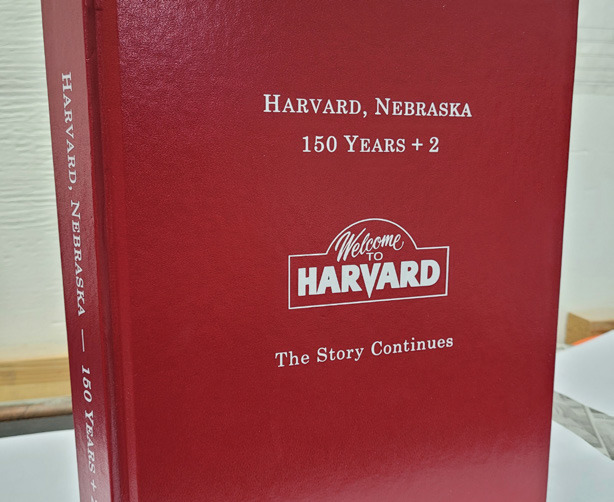 HARVARD, NEBRASKA — 150 YEARS +
HARVARD, NEBRASKA
150 YEARS + 2
Welcome
TO
HARVARD
The Story Continues